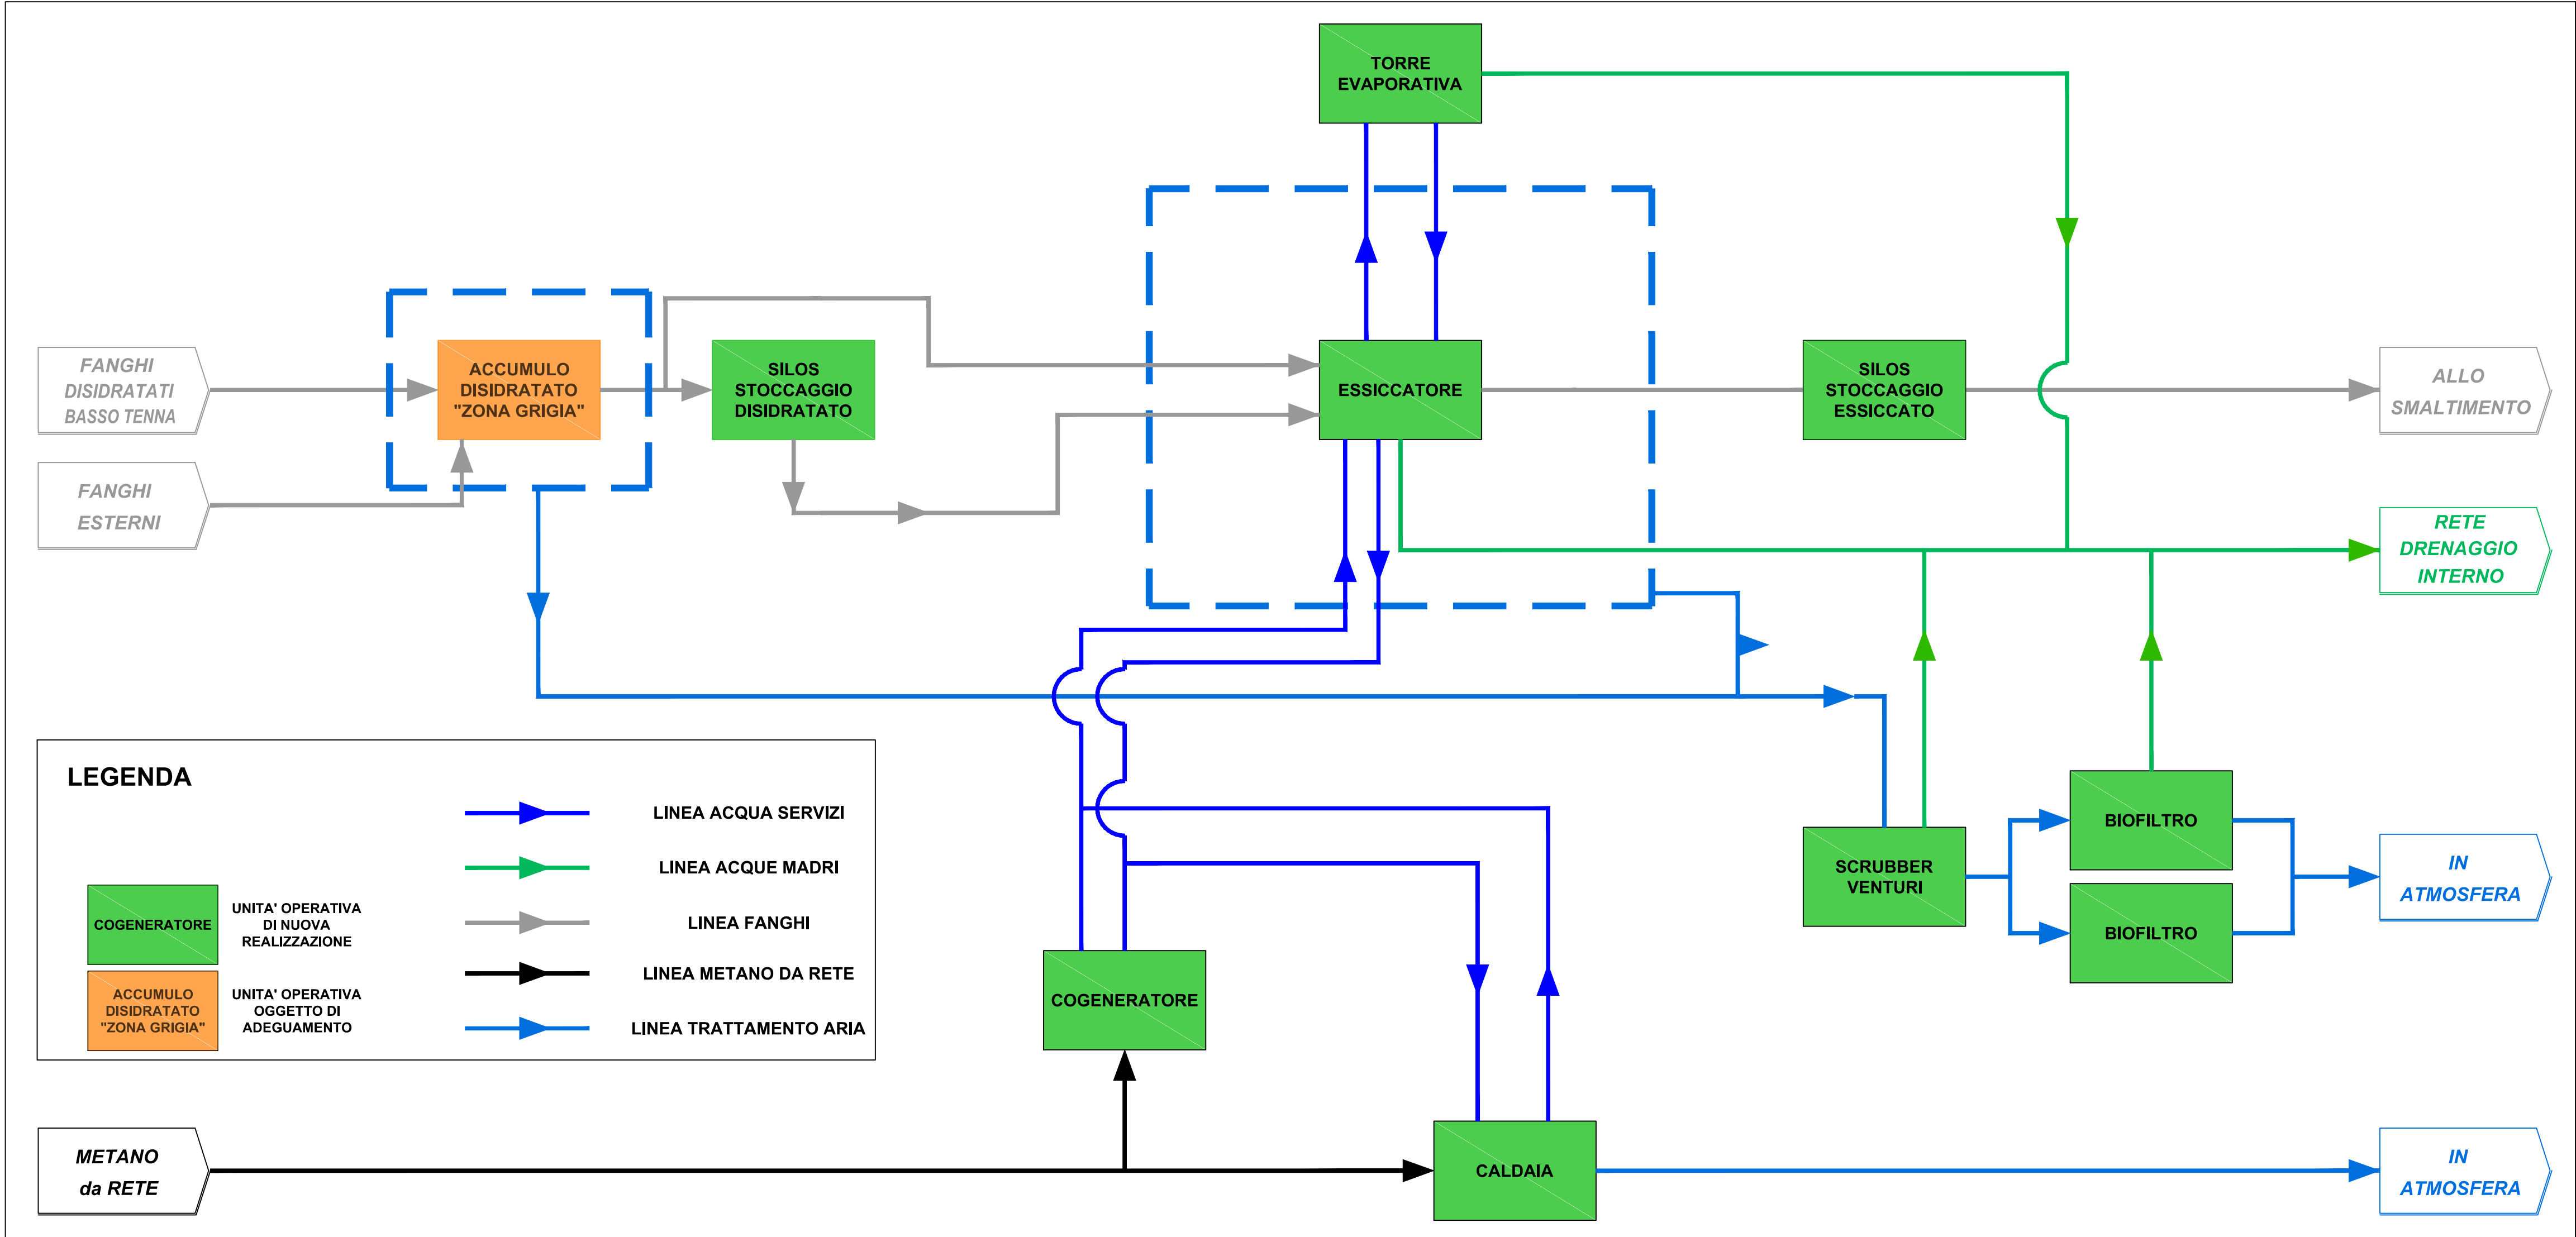 TORRE
EVAPORATIVA
FANGHI
DISIDRATATI
BASSO TENNA
ACCUMULO
DISIDRATATO
"ZONA GRIGIA"
SILOS
STOCCAGGIO
DISIDRATATO
ESSICCATORE
SILOS
STOCCAGGIO
ESSICCATO
ALLO
SMALTIMENTO
FANGHI
ESTERNI
RETE
DRENAGGIO
INTERNO
LEGENDA
LINEA ACQUA SERVIZI
LINEA ACQUE MADRI
LINEA FANGHI
LINEA METANO DA RETE
LINEA TRATTAMENTO ARIA
COGENERATORE
UNITA' OPERATIVA
DI NUOVA
REALIZZAZIONE
ACCUMULO
DISIDRATATO
"ZONA GRIGIA"
UNITA' OPERATIVA
OGGETTO DI
ADEGUAMENTO
COGENERATORE
SCRUBBER
VENTURI
BIOFILTRO
BIOFILTRO
IN
ATMOSFERA
METANO
da RETE
CALDAIA
IN
ATMOSFERA